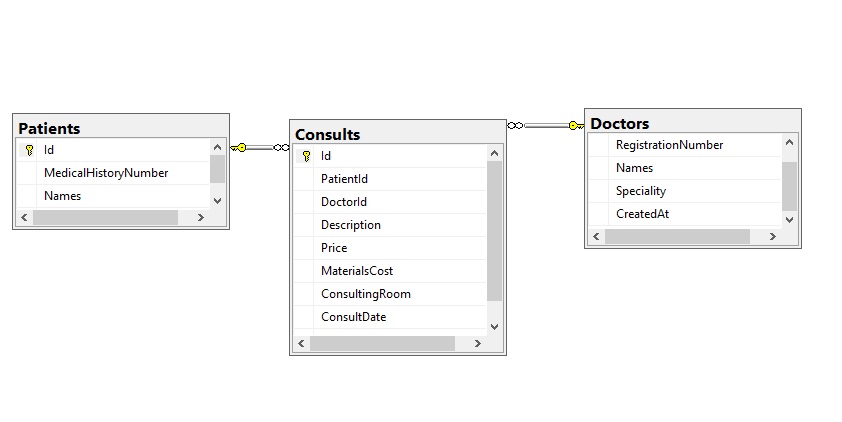 Patients
Id
MedicalHistoryNumber
Names
Consults
Id
PatientId
DoctorId
Description
Price
MaterialsCost
ConsultingRoom
ConsultDate
Doctors
RegistrationNumber
Names
Speciality
CreatedAt